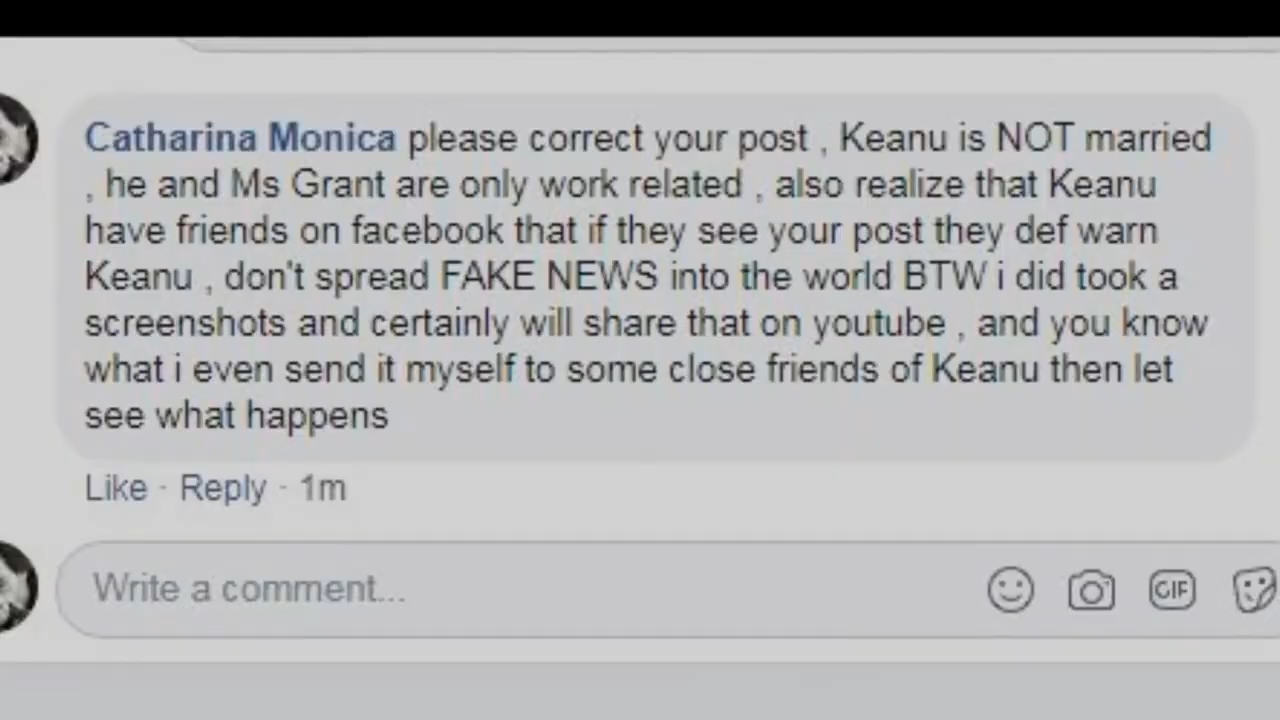 Catharina Monica please correct your post , Keanu is NOT married
, he and Ms Grant are only work related , also realize that Keanu
have friends on facebook that if they see your post they def warn
Keanu , don't spread FAKE NEWS into the world BTW i did took a
screenshots and certainly will share that on youtube , and you know
what i even send it myself to some close friends of Keanu then let
see what happens
Like · Reply · 1m
Write a comment...
GIF